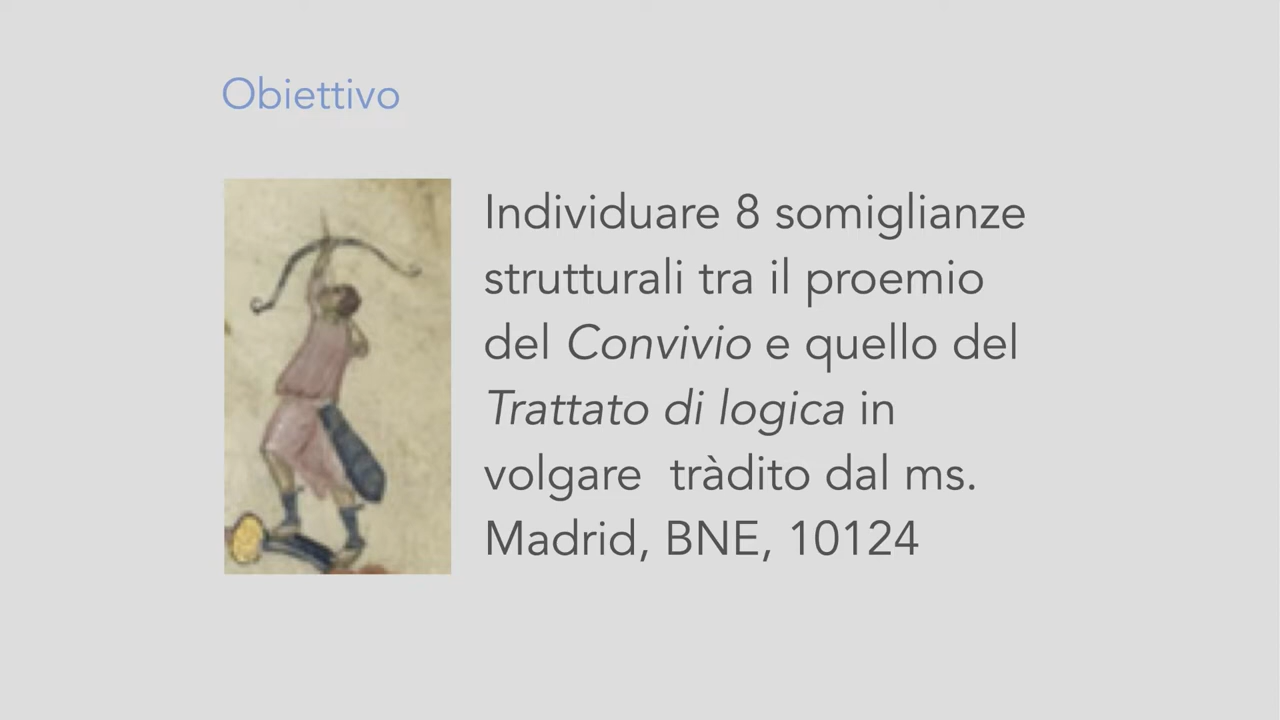 Obiettivo
Individuare 8 somiglianze
strutturali tra il proemio
del Convivio e quello del
Trattato di logica in
volgare  tràdito dal ms.
Madrid, BNE, 10124